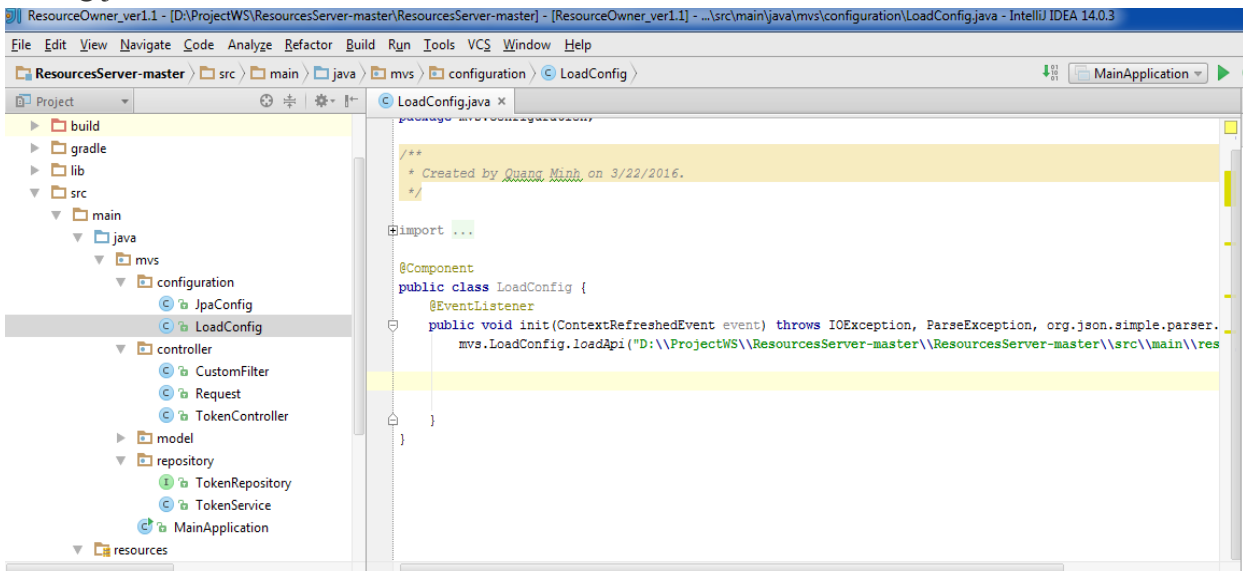 ResourceOwner_ver1.1 - [D:\ProjectWS\ResourcesServer-master\ResourcesServer-master] - [ResourceOwner_ver1.1] - ...\src\main\java\mvs\configuration\LoadConfig.java - IntelliJ IDEA 14.0.3
File Edit View Navigate Code Analyze Refactor Build Run Tools VCS Window Help
ResourcesServer-master src main java mvs configuration LoadConfig MainApplication
Project LoadConfig.java
build
gradle
lib
src
main
java
mvs
configuration
JpaConfig
LoadConfig
controller
CustomFilter
Request
TokenController
model
repository
TokenRepository
TokenService
MainApplication
resources
package mvs.configuration;
/**
* Created by Quang Minh on 3/22/2016.
*/
import ...
@Component
public class LoadConfig {
@EventListener
public void init(ContextRefreshedEvent event) throws IOException, ParseException, org.json.simple.parser.
mvs.LoadConfig.loadApi("D:\\ProjectWS\\ResourcesServer-master\\ResourcesServer-master\\src\\main\\res
}
}